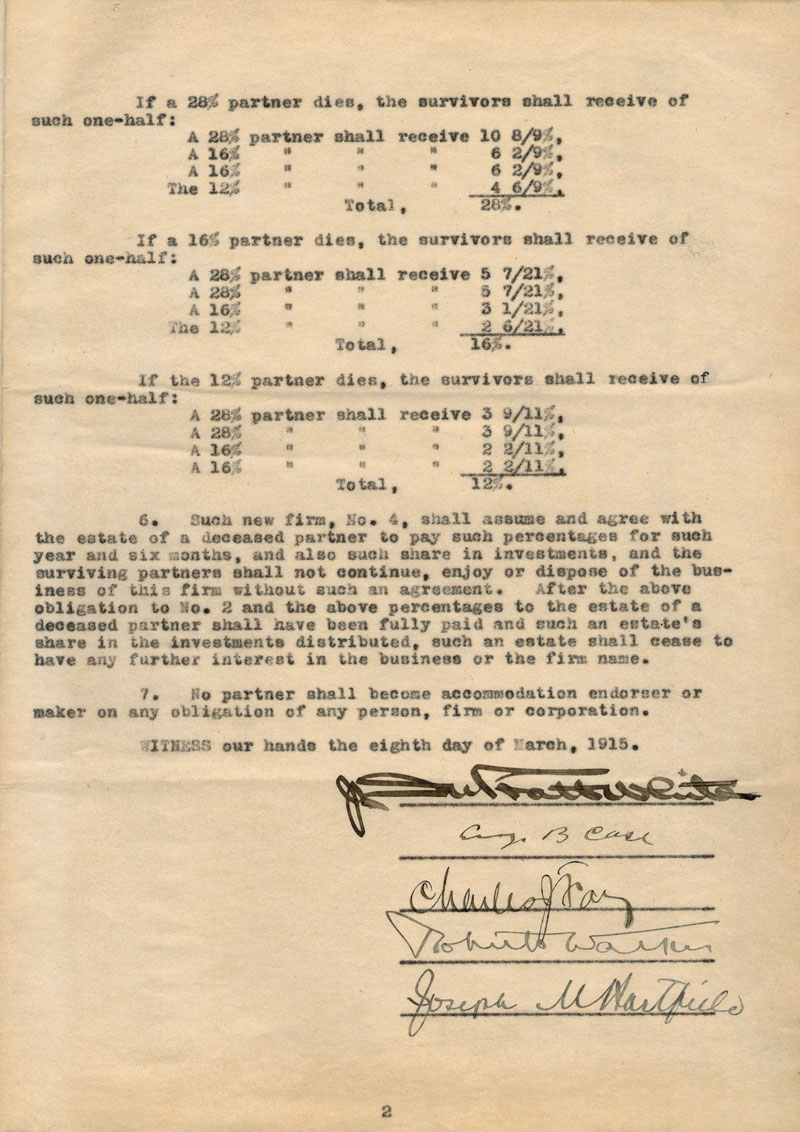 If a 28% partner dies, the survivors shall receive of
such one-half:
A 28% partner shall receive 10 8/9%,
A 16% " " " 6 2/9%,
A 16% " " " 6 2/9%,
The 12% " " " 4 6/9%,
Total, 28%.
If a 16% partner dies, the survivors shall receive of
such one-half:
A 28% partner shall receive 5 7/21%,
A 28% " " " 5 7/21%,
A 16% " " " 3 1/21%,
The 12% " " " 2 6/21%,
Total, 16%.
If the 12% partner dies, the survivors shall receive of
such one-half:
A 28% partner shall receive 3 9/11%,
A 28% " " " 3 9/11%,
A 16% " " " 2 2/11%,
A 16% " " " 2 2/11%,
Total, 12%.
6. Such new firm, No. 4, shall assume and agree with
the estate of a deceased partner to pay such percentages for such
year and six months, and also such share in investments, and the
surviving partners shall not continue, enjoy or dispose of the bus-
iness of this firm without such an agreement. After the above
obligation to No. 2 and the above percentages to the estate of a
deceased partner shall have been fully paid and such an estate's
share in the investments distributed, such an estate shall cease to
have any further interest in the business or the firm name.
7. No partner shall become accommodation endorser or
maker on any obligation of any person, firm or corporation.
WITNESS our hands the eighth day of March, 1915.
J DuPratt White
B Case
Charles J Fay
Roberts Walker
Joseph M Hartfield
2